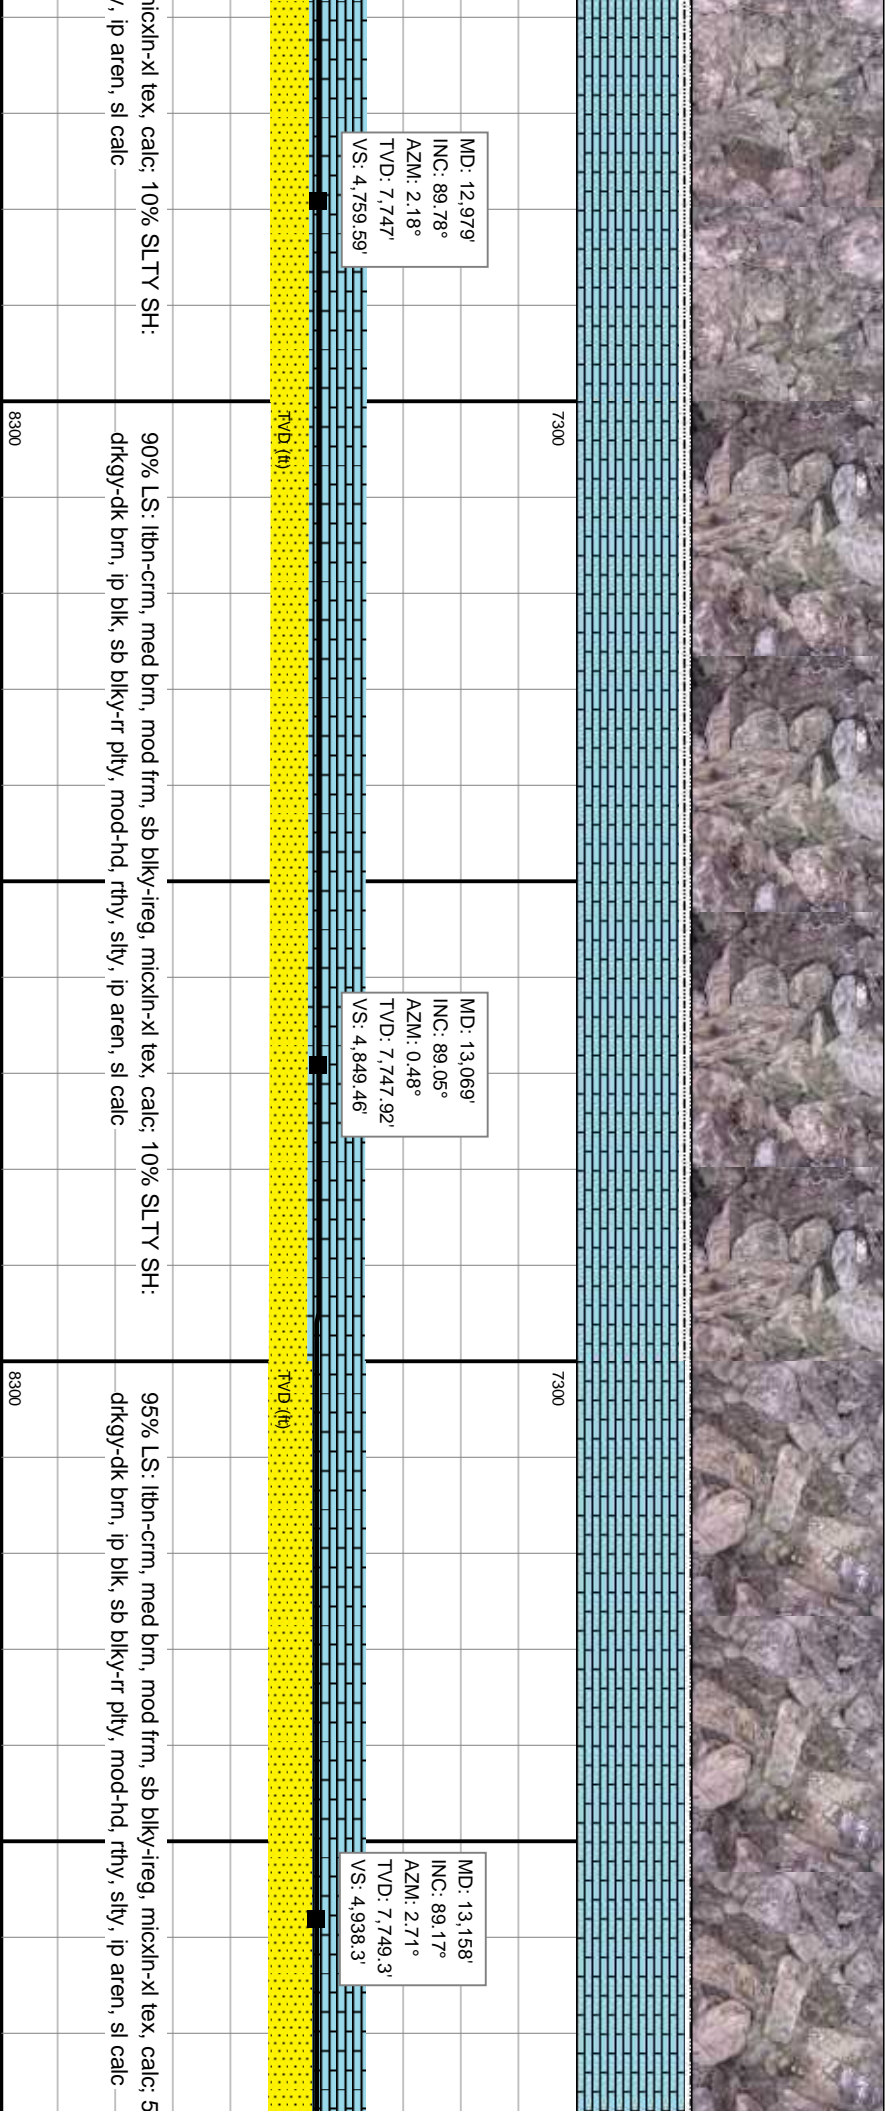 micxln-xl tex, calc; 10% SLTY SH:
, ip aren, sl calc
MD: 12,979'
INC: 89.78°
AZM: 2.18°
TVD: 7,747'
VS: 4,759.59'
7300
TVD (ft)
8300
90% LS: ltbn-crm, med brn, mod frm, sb blky-ireg, micxln-xl tex, calc; 10% SLTY SH:
drkgy-dk brn, ip blk, sb blky-rr plty, mod-hd, rthy, slty, ip aren, sl calc
MD: 13,069'
INC: 89.05°
AZM: 0.48°
TVD: 7,747.92'
VS: 4,849.46'
7300
TVD (ft)
8300
95% LS: ltbn-crm, med brn, mod frm, sb blky-ireg, micxln-xl tex, calc; 5
drkgy-dk brn, ip blk, sb blky-rr plty, mod-hd, rthy, slty, ip aren, sl calc
MD: 13,158'
INC: 89.17°
AZM: 2.71°
TVD: 7,749.3'
VS: 4,938.3'